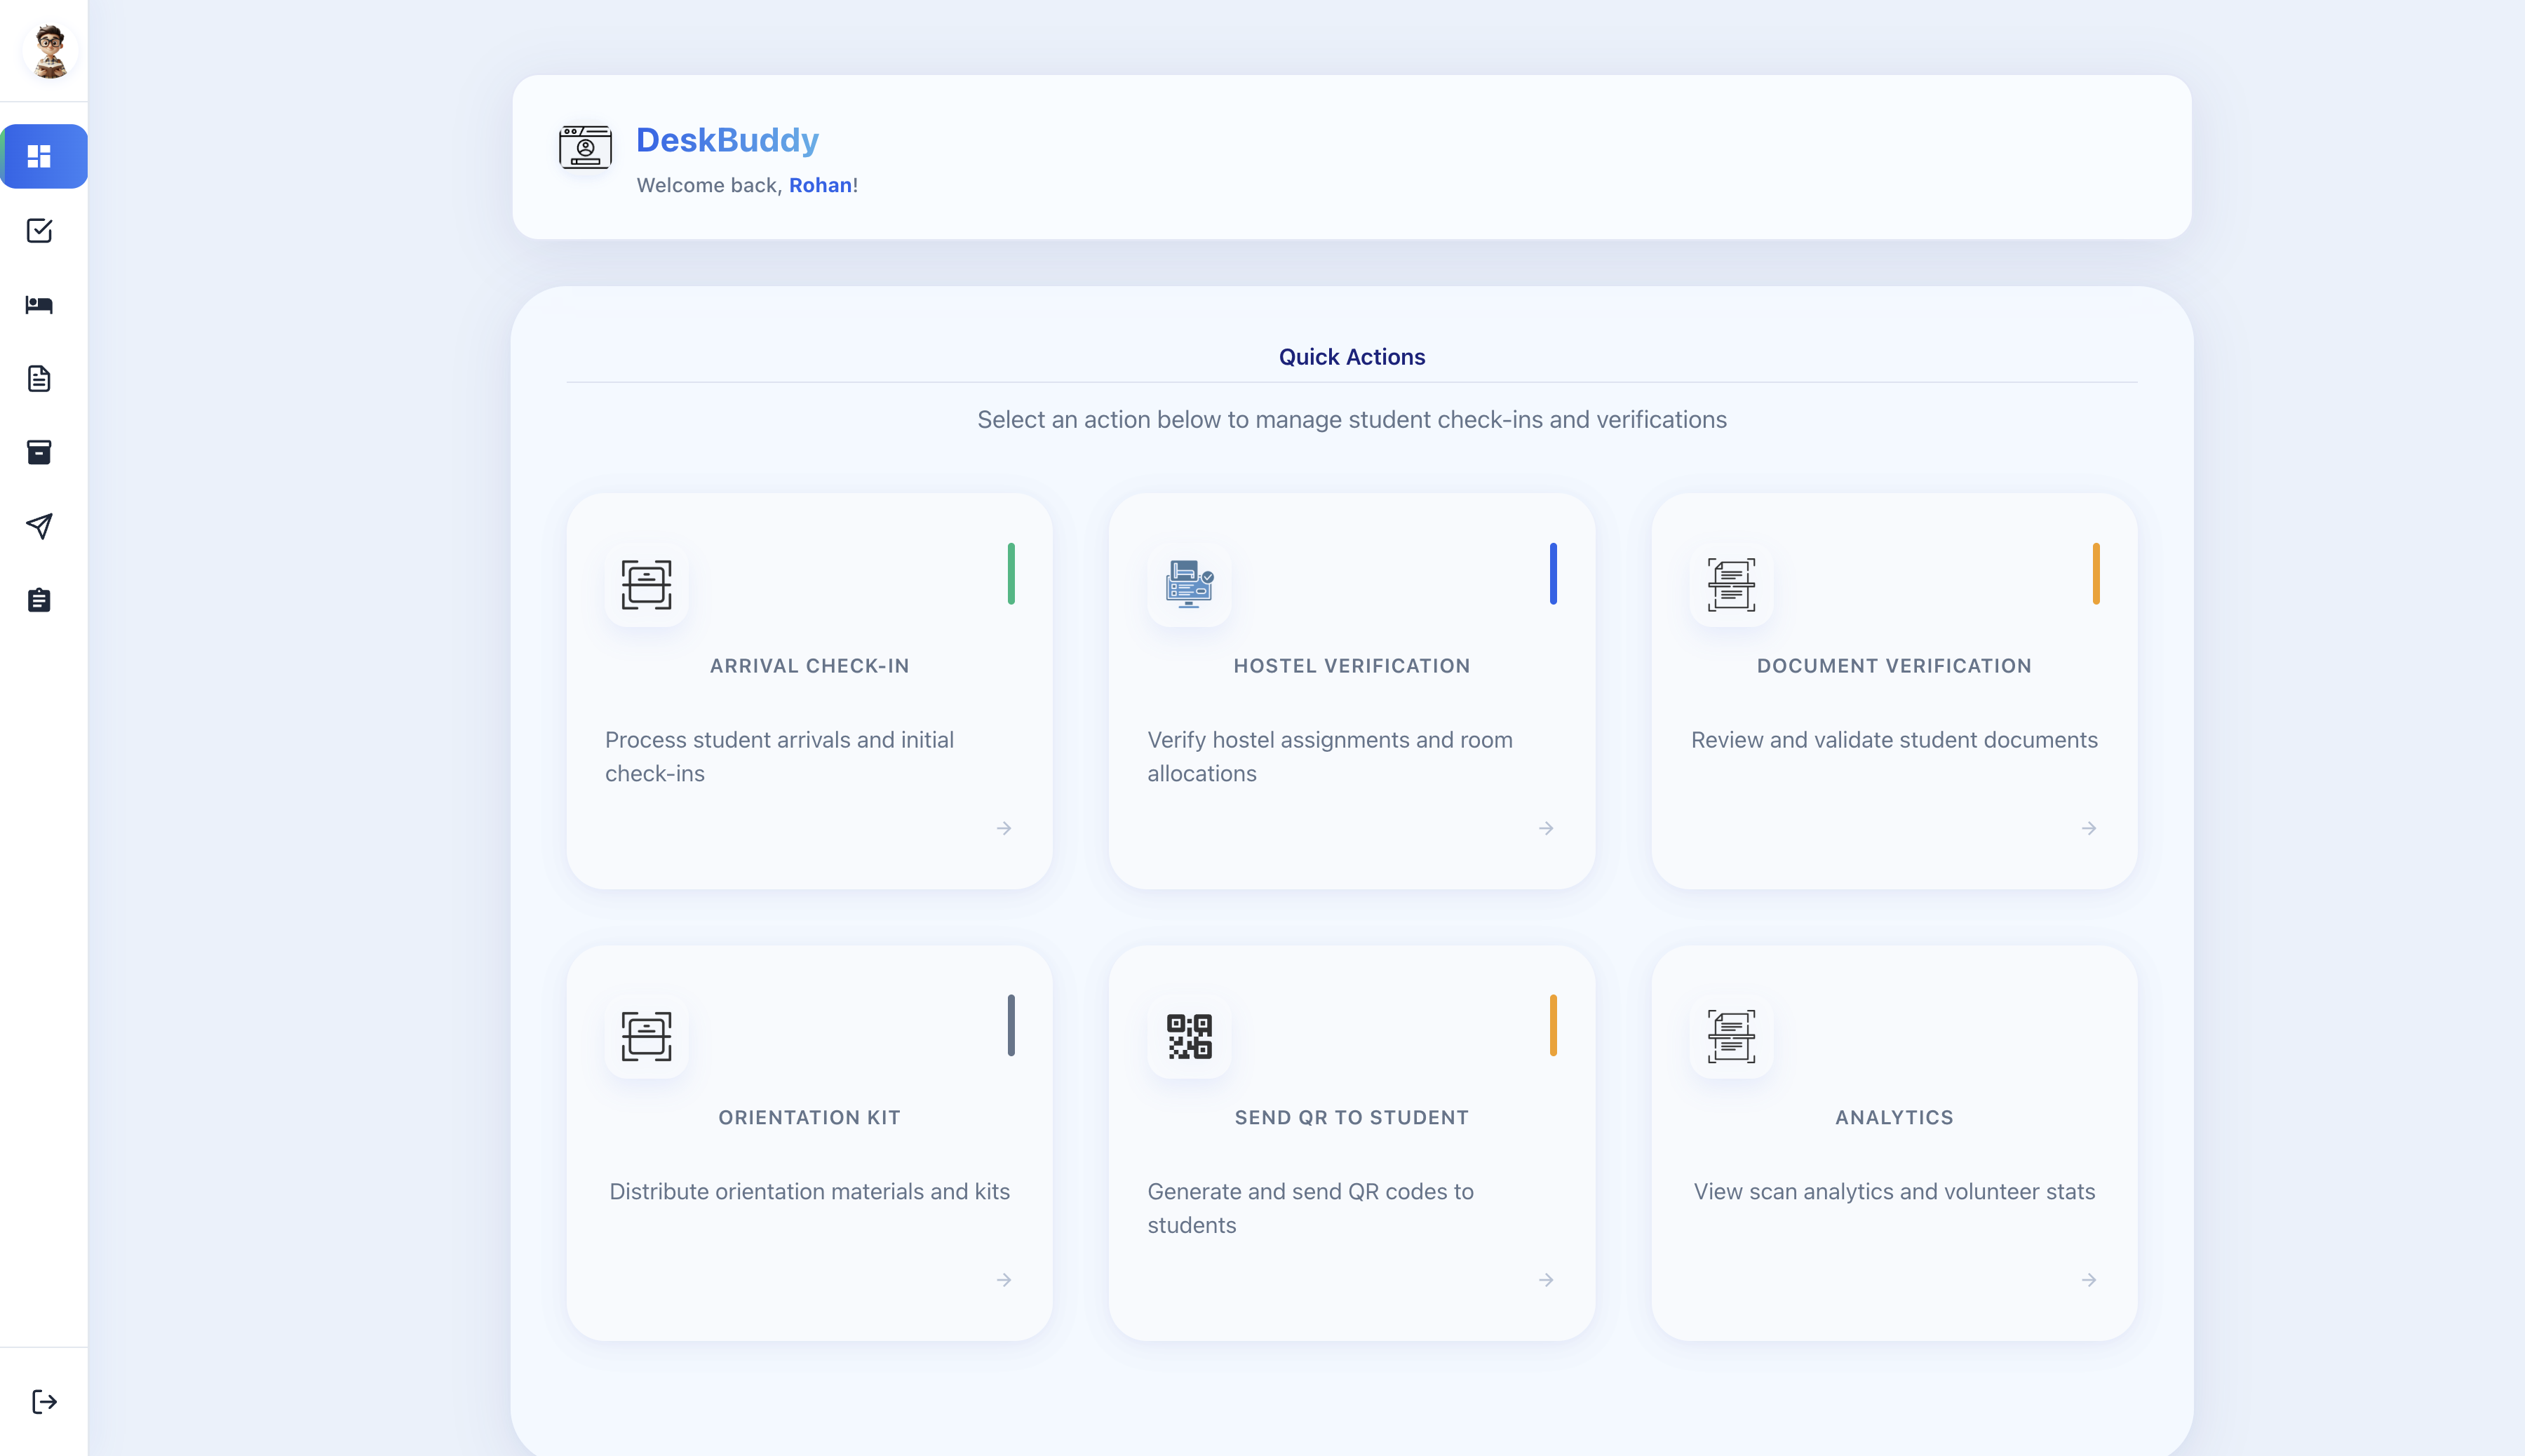 DeskBuddy
Welcome back, Rohan!
Quick Actions
Select an action below to manage student check-ins and verifications
ARRIVAL CHECK-IN
Process student arrivals and initial
check-ins
HOSTEL VERIFICATION
Verify hostel assignments and room
allocations
DOCUMENT VERIFICATION
Review and validate student documents
ORIENTATION KIT
Distribute orientation materials and kits
SEND QR TO STUDENT
Generate and send QR codes to
students
ANALYTICS
View scan analytics and volunteer stats